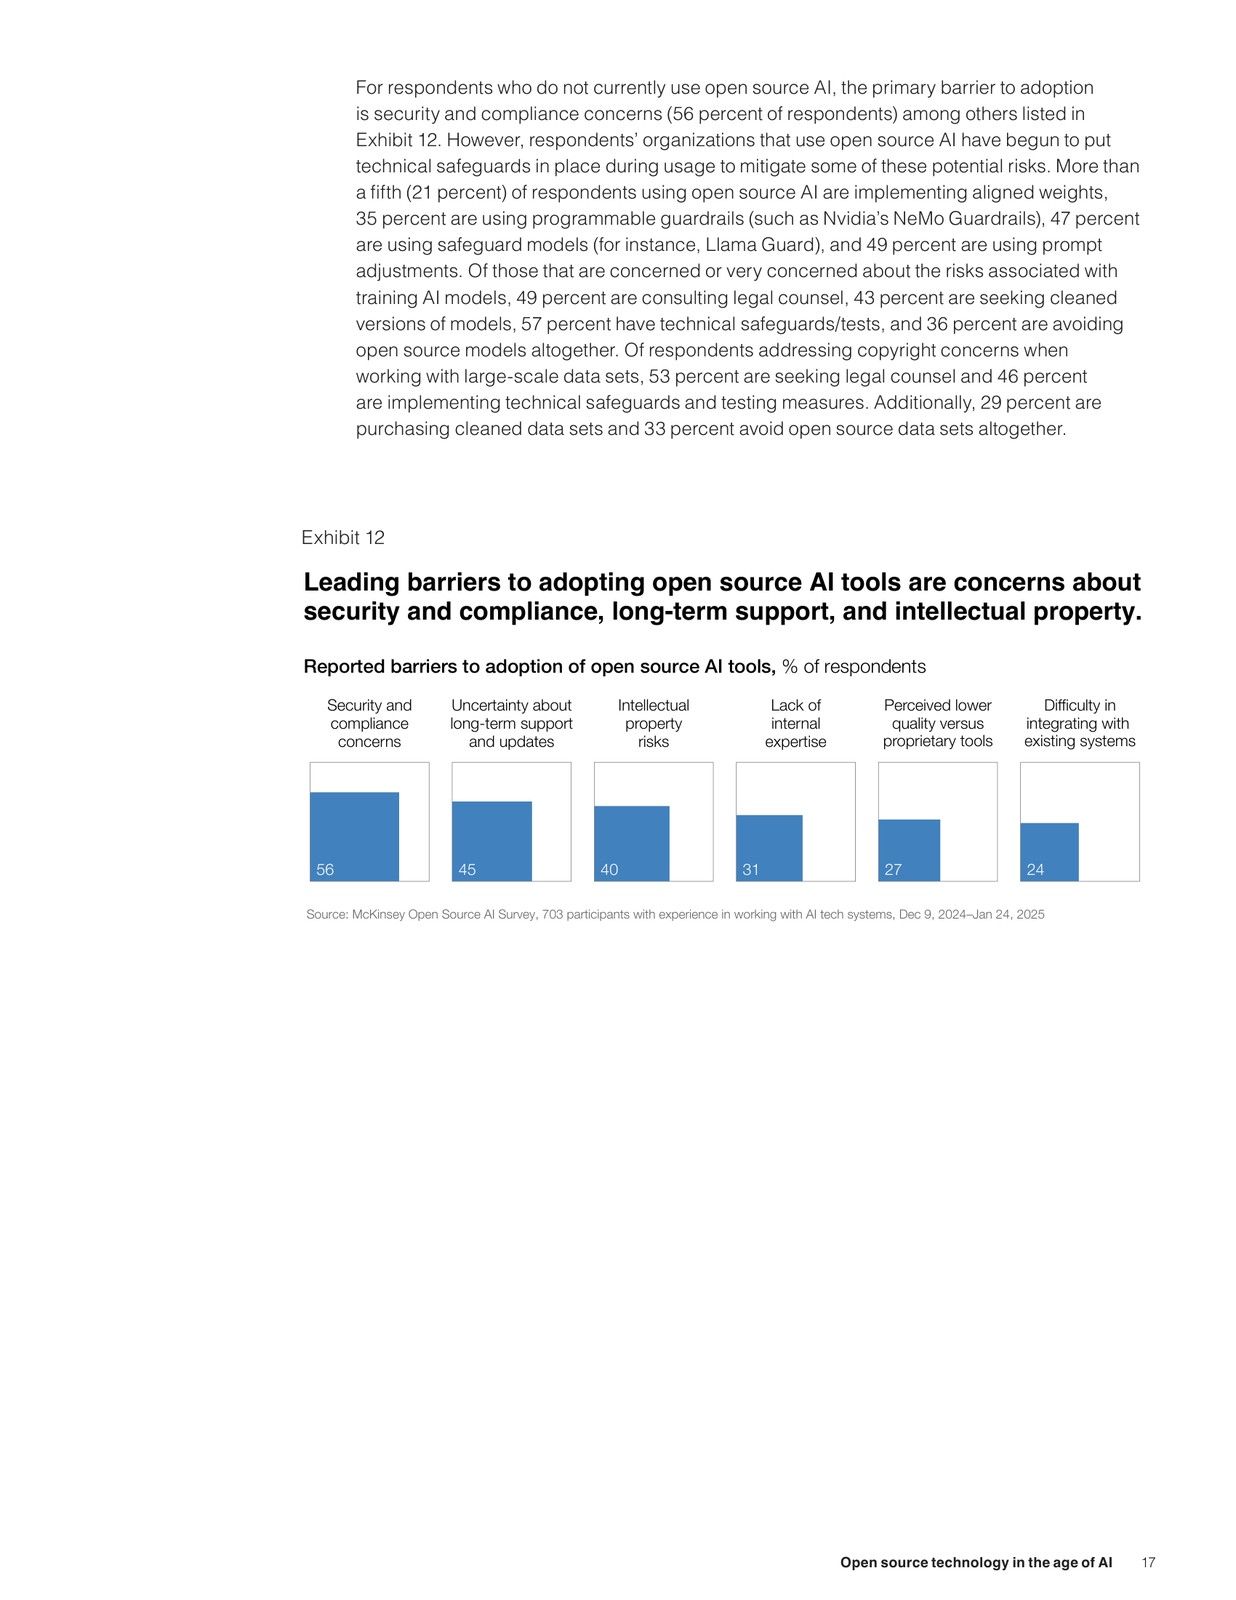 For respondents who do not currently use open source AI, the primary barrier to adoption
is security and compliance concerns (56 percent of respondents) among others listed in
Exhibit 12. However, respondents’ organizations that use open source AI have begun to put
technical safeguards in place during usage to mitigate some of these potential risks. More than
a fifth (21 percent) of respondents using open source AI are implementing aligned weights,
35 percent are using programmable guardrails (such as Nvidia’s NeMo Guardrails), 47 percent
are using safeguard models (for instance, Llama Guard), and 49 percent are using prompt
adjustments. Of those that are concerned or very concerned about the risks associated with
training AI models, 49 percent are consulting legal counsel, 43 percent are seeking cleaned
versions of models, 57 percent have technical safeguards/tests, and 36 percent are avoiding
open source models altogether. Of respondents addressing copyright concerns when
working with large-scale data sets, 53 percent are seeking legal counsel and 46 percent
are implementing technical safeguards and testing measures. Additionally, 29 percent are
purchasing cleaned data sets and 33 percent avoid open source data sets altogether.
Exhibit 12
Leading barriers to adopting open source AI tools are concerns about
security and compliance, long-term support, and intellectual property.
Reported barriers to adoption of open source AI tools, % of respondents
Security and
compliance
concerns
56
Uncertainty about
long-term support
and updates
45
Intellectual
property
risks
40
Lack of
internal
expertise
31
Perceived lower
quality versus
proprietary tools
27
Difficulty in
integrating with
existing systems
24
Source: McKinsey Open Source AI Survey, 703 participants with experience in working with AI tech systems, Dec 9, 2024–Jan 24, 2025
Open source technology in the age of AI 17